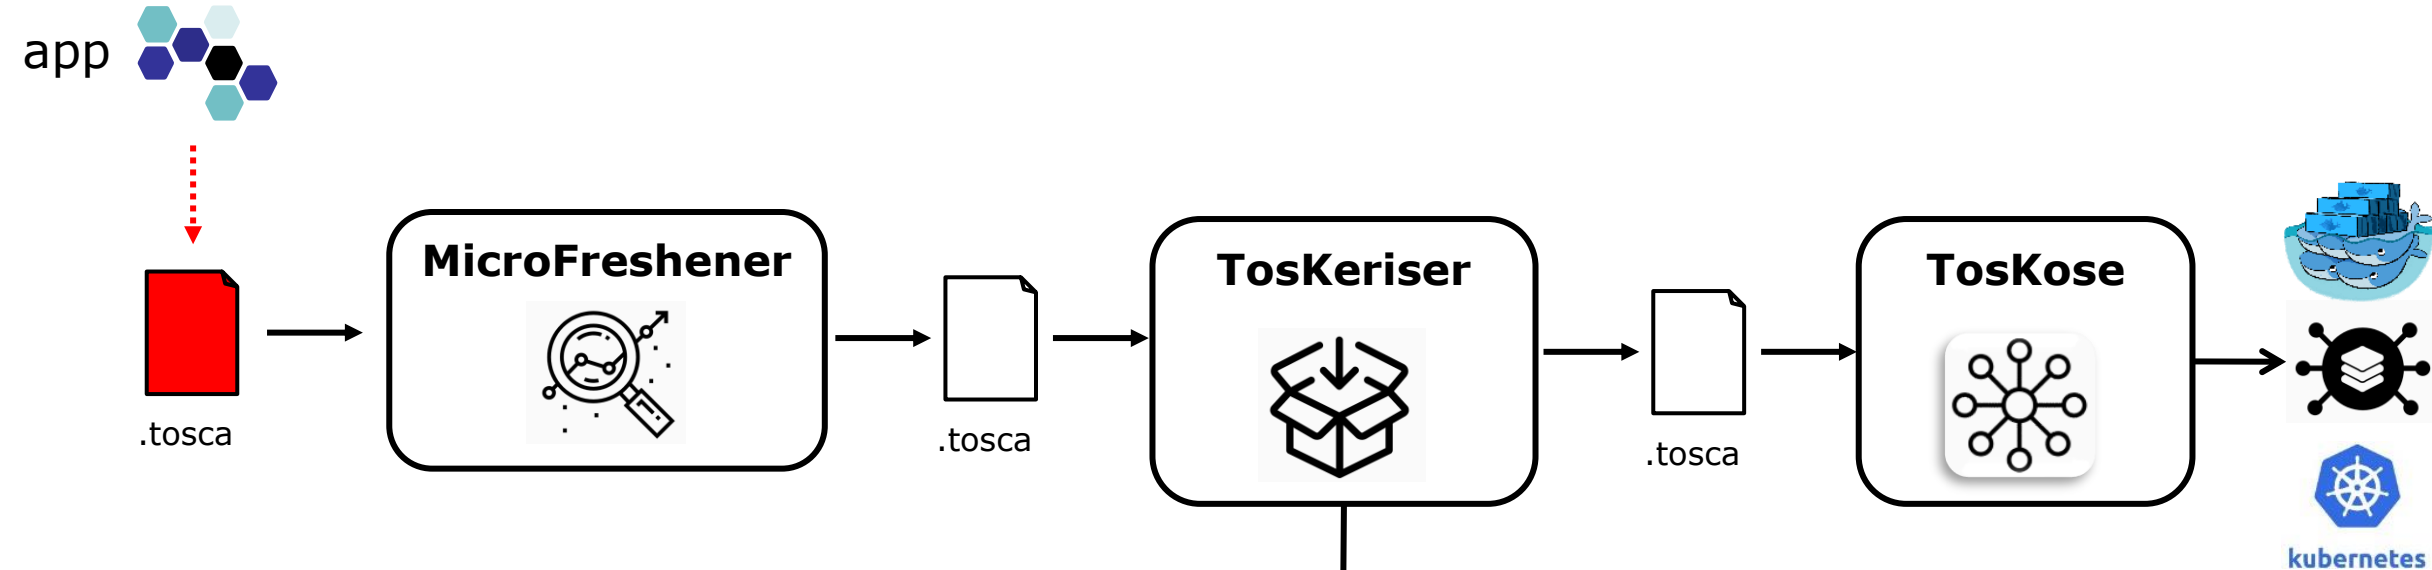 app
MicroFreshener
TosKeriser
TosKose
.tosca
.tosca
.tosca
kubernetes